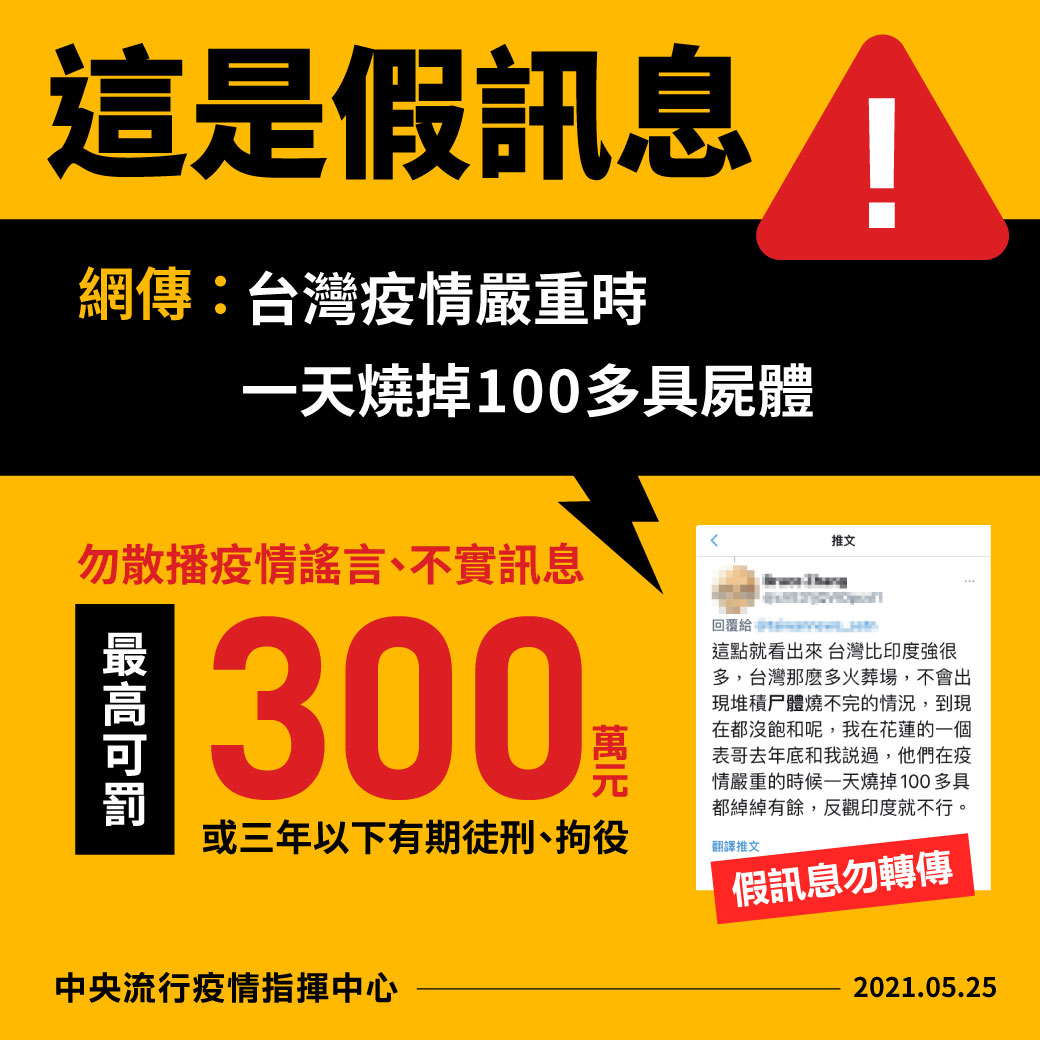 這是假訊息
網傳：台灣疫情嚴重時
一天燒掉100多具屍體
勿散播疫情謠言、不實訊息
最高可罰
300萬元
或三年以下有期徒刑、拘役
推文
回覆給
這點就看出來 台灣比印度強很
多，台灣那麼多火葬場，不會出
現堆積尸體燒不完的情況，到現
在都沒飽和呢，我在花蓮的一個
表哥去年底和我説過，他們在疫
情嚴重的時候一天燒掉 100 多具
都綽綽有餘，反觀印度就不行。
翻譯推文
假訊息勿轉傳
中央流行疫情指揮中心
2021.05.25